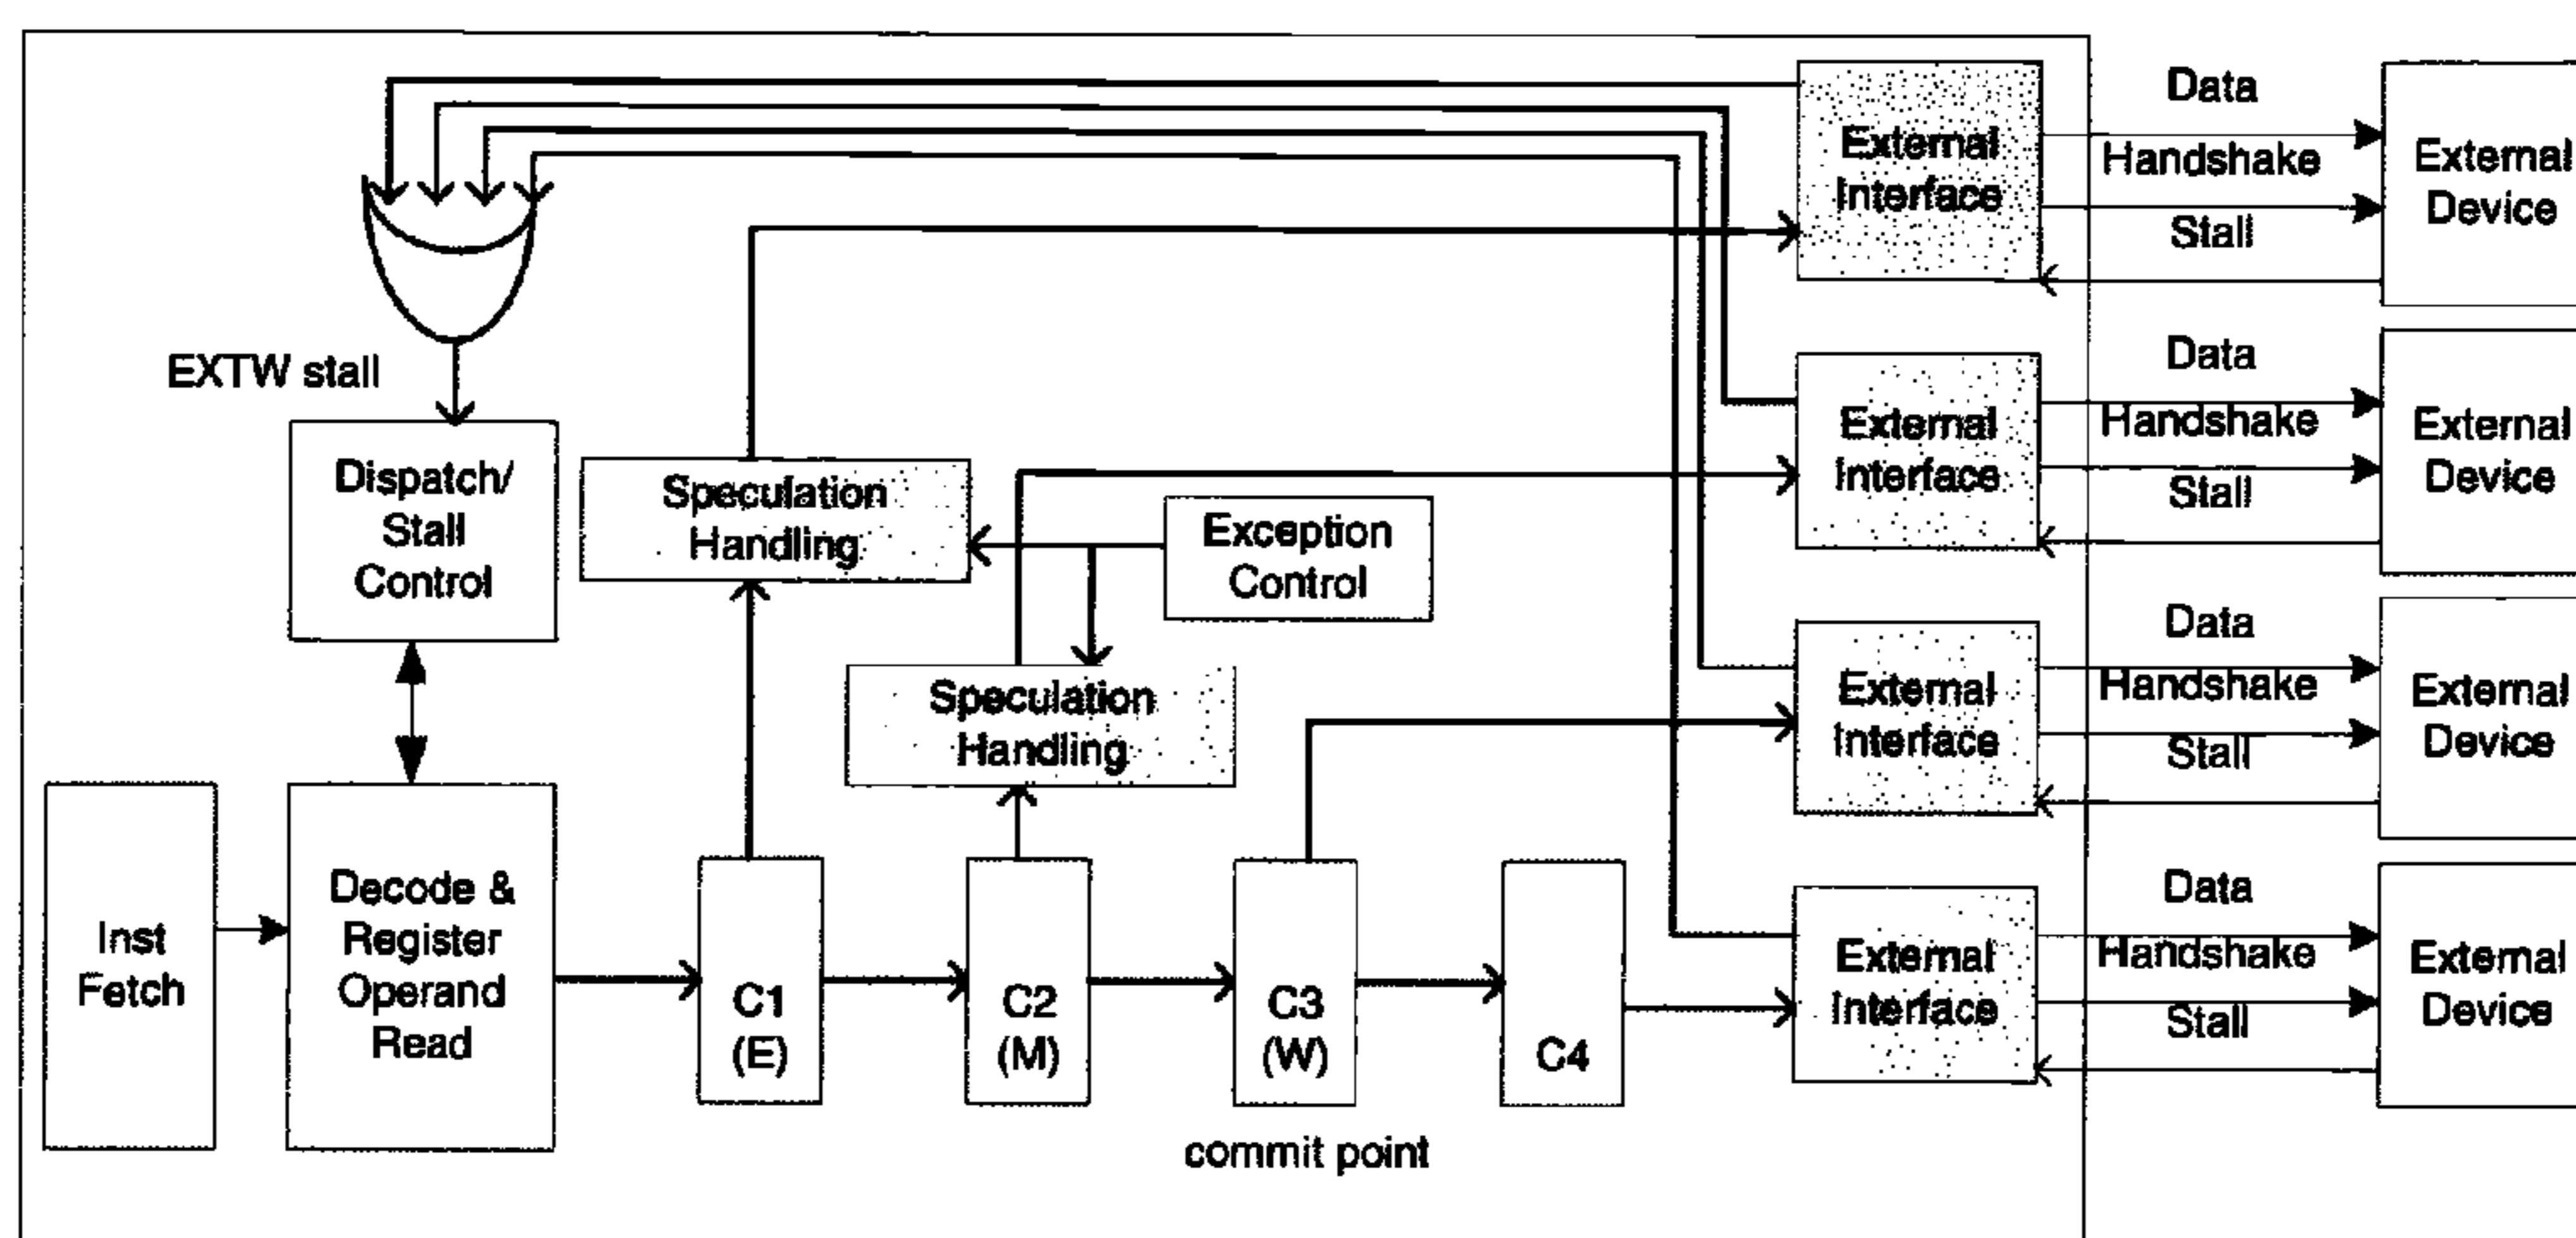 Data
Handshake
Stall
External
Interface
External
Device
EXTW stall
Dispatch/
Stall
Control
Speculation
Handling
Exception
Control
External
Interface
Data
Handshake
Stall
External
Device
Speculation
Handling
External
Interface
Data
Handshake
Stall
External
Device
Inst
Fetch
Decode &
Register
Operand
Read
C1
(E)
C2
(M)
C3
(W)
C4
External
Interface
Data
Handshake
Stall
External
Device
commit point